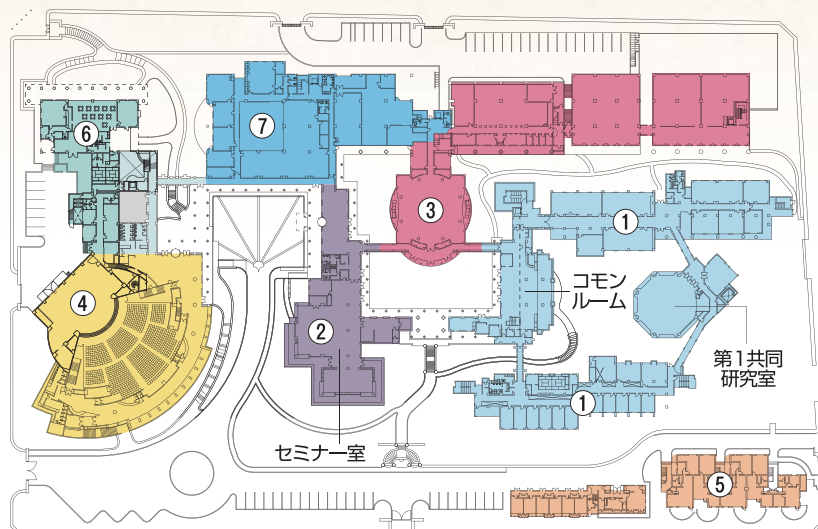 ⑦
⑥
③
①
④
コモン
ルーム
②
第1共同
研究室
①
セミナー室
⑤